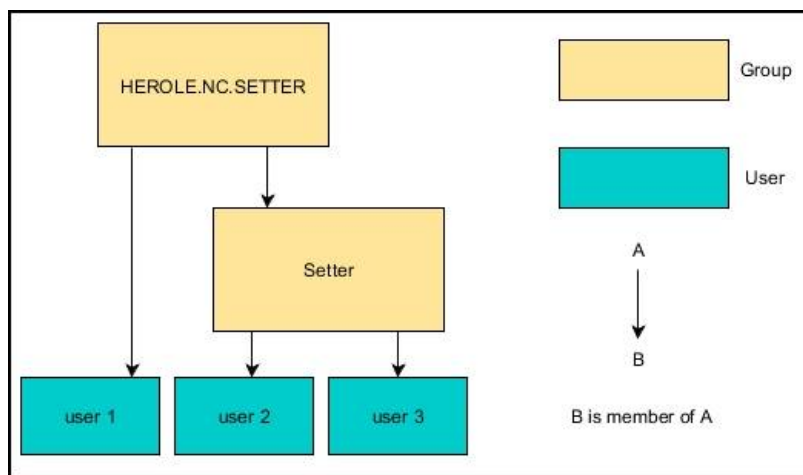 HEROLE.NC.SETTER
Group
User
Setter
A
B
user 1
user 2
user 3
B is member of A